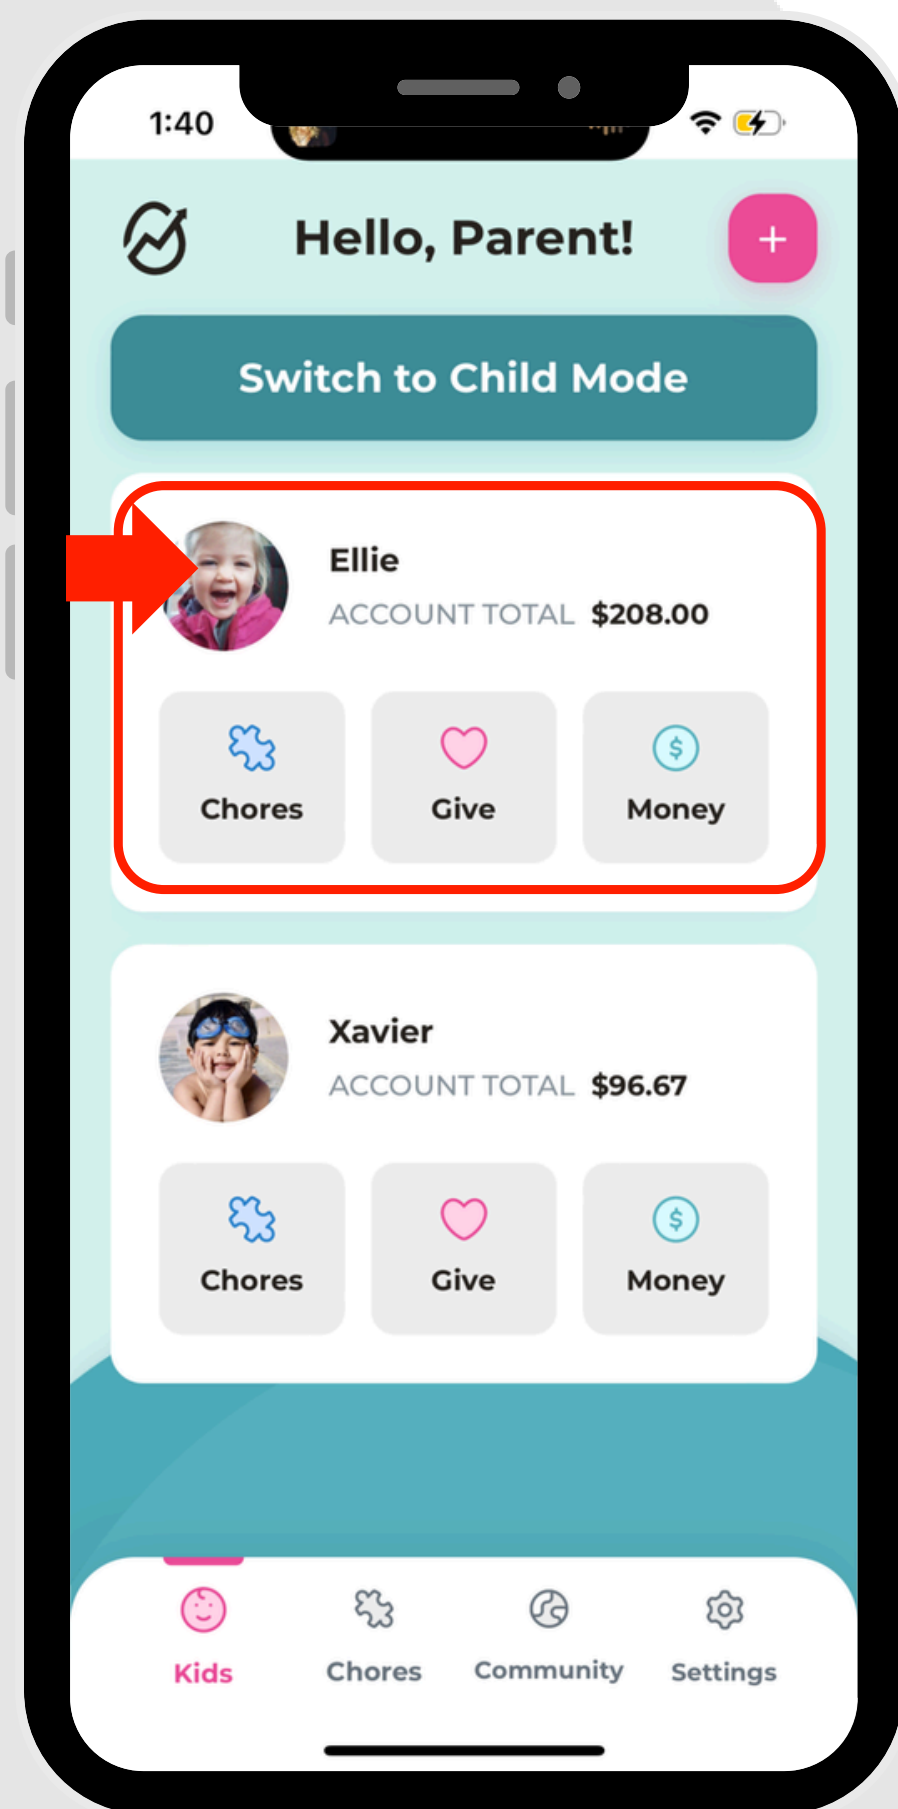 1:40
Hello, Parent!
+
Switch to Child Mode
Ellie
ACCOUNT TOTAL $208.00
Chores Give Money
Xavier
ACCOUNT TOTAL $96.67
Chores Give Money
Kids Chores Community Settings